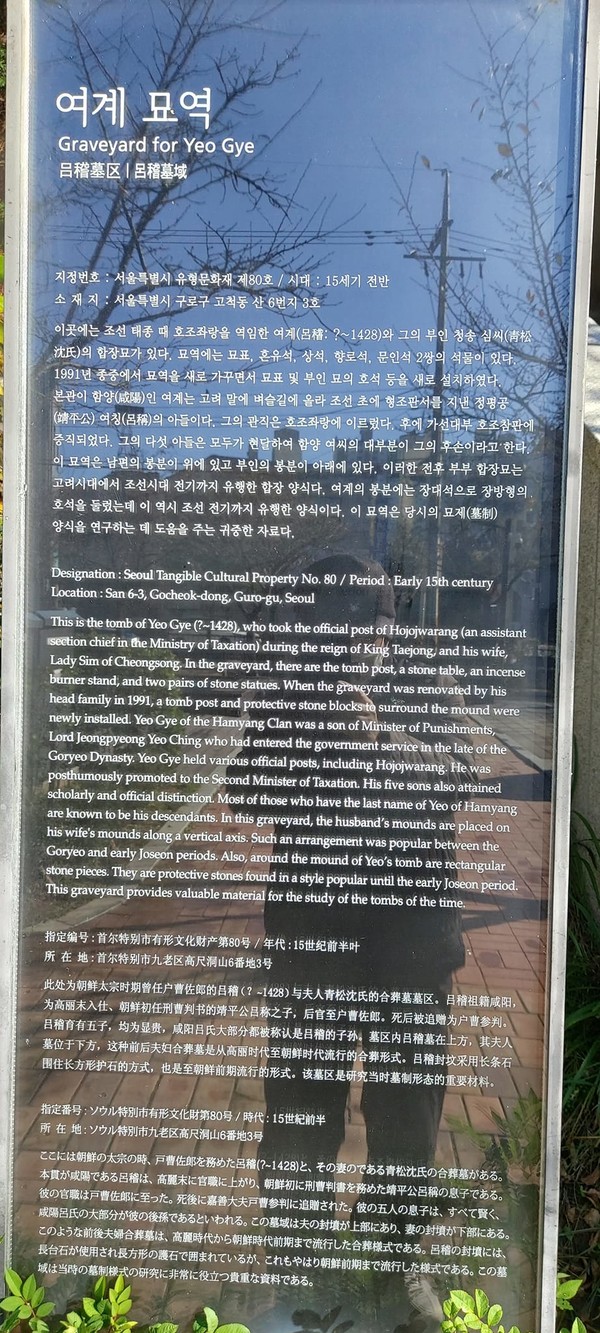 여계 묘역
Graveyard for Yeo Gye
吕稽墓区 | 呂稽墓域
지정번호 : 서울특별시 유형문화재 제80호 / 시대 : 15세기 전반
소 재 지 : 서울특별시 구로구 고척동 산 6번지 3호
이곳에는 조선 태종 때 호조좌랑을 역임한 여계(呂稽: ?~1428)와 그의 부인 청송 심씨(靑松
沈氏)의 합장묘가 있다. 묘역에는 묘표, 혼유석, 상석, 향로석, 문인석 2쌍의 석물이 있다.
1991년 종중에서 묘역을 새로 가꾸면서 묘표 및 부인 묘의 호석 등을 새로 설치하였다.
본관이 함양(咸陽)인 여계는 고려 말에 벼슬길에 올라 조선 초에 형조판서를 지낸 정평공
(靖平公) 여칭(呂稱)의 아들이다. 그의 관직은 호조좌랑에 이르렀다. 후에 가선대부 호조참판에
증직되었다. 그의 다섯 아들은 모두가 현달하여 함양 여씨의 대부분이 그의 후손이라고 한다.
이 묘역은 남편의 봉분이 위에 있고 부인의 봉분이 아래에 있다. 이러한 전후 부부 합장묘는
고려시대에서 조선시대 전기까지 유행한 합장 양식이다. 여계의 봉분에는 장대석으로 장방형의
호석을 둘렀는데 이 역시 조선 전기까지 유행한 양식이다. 이 묘역은 당시의 묘제(墓制)
양식을 연구하는 데 도움을 주는 귀중한 자료다.
Designation : Seoul Tangible Cultural Property No. 80 / Period : Early 15th century
Location : San 6-3, Gocheok-dong, Guro-gu, Seoul
This is the tomb of Yeo Gye (?~1428), who took the official post of Hojojwarang (an assistant
section chief in the Ministry of Taxation) during the reign of King Taejong, and his wife,
Lady Sim of Cheongsong. In the graveyard, there are the tomb post, a stone table, an incense
burner stand, and two pairs of stone statues. When the graveyard was renovated by his
head family in 1991, a tomb post and protective stone blocks to surround the mound were
newly installed. Yeo Gye of the Hamyang Clan was a son of Minister of Punishments,
Lord Jeongpyeong Yeo Ching who had entered the government service in the late of the
Goryeo Dynasty. Yeo Gye held various official posts, including Hojojwarang. He was
posthumously promoted to the Second Minister of Taxation. His five sons also attained
scholarly and official distinction. Most of those who have the last name of Yeo of Hamyang
are known to be his descendants. In this graveyard, the husband's mounds are placed on
his wife's mounds along a vertical axis. Such an arrangement was popular between the
Goryeo and early Joseon periods. Also, around the mound of Yeo's tomb are rectangular
stone pieces. They are protective stones found in a style popular until the early Joseon period.
This graveyard provides valuable material for the study of the tombs of the time.
指定编号 : 首尔特别市有形文化财产第80号 / 年代 : 15世纪前半叶
所 在 地 : 首尔特别市九老区高尺洞山6番地3号
此处为朝鲜太宗时期曾任户曹佐郎的吕稽(？~1428)与夫人青松沈氏的合葬墓墓区。吕稽祖籍咸阳，
为高丽末入仕、朝鲜初任刑曹判书的靖平公吕称之子，后官至户曹佐郎。死后被追赠为户曹参判。
吕稽育有五子，均为显贵，咸阳吕氏大部分都被称认是吕稽的子孙。墓区内吕稽墓在上方，其夫人
墓位于下方，这种前后夫妇合葬墓是从高丽时代至朝鲜时代流行的合葬形式。吕稽封坟采用长条石
围住长方形护石的方式，也是至朝鲜前期流行的形式。该墓区是研究当时墓制形态的重要材料。
指定番号 : ソウル特別市有形文化財第80号 / 時代 : 15世紀前半
所 在 地 : ソウル特別市九老区高尺洞山6番地3号
ここには朝鮮の太宗の時、戸曹佐郎を務めた呂稽(?~1428)と、その妻のである青松沈氏の合葬墓がある。
本貫が咸陽である呂稽は、高麗末に官職に上がり、朝鮮初に刑曹判書を務めた靖平公呂稱の息子である。
彼の官職は戸曹佐郎に至った。死後に嘉善大夫戸曹参判に追贈された。彼の五人の息子は、すべて賢く、
咸陽呂氏の大部分が彼の後孫であるといわれる。この墓域は夫の封墳が上部にあり、妻の封墳が下部にある。
このような前後夫婦合葬墓は、高麗時代から朝鮮時代前期まで流行した合葬様式である。呂稽の封墳には、
長台石が使用され長方形の護石で囲まれているが、これもやはり朝鮮前期まで流行した様式である。この墓
域は当時の墓制様式の研究に非常に役立つ貴重な資料である。